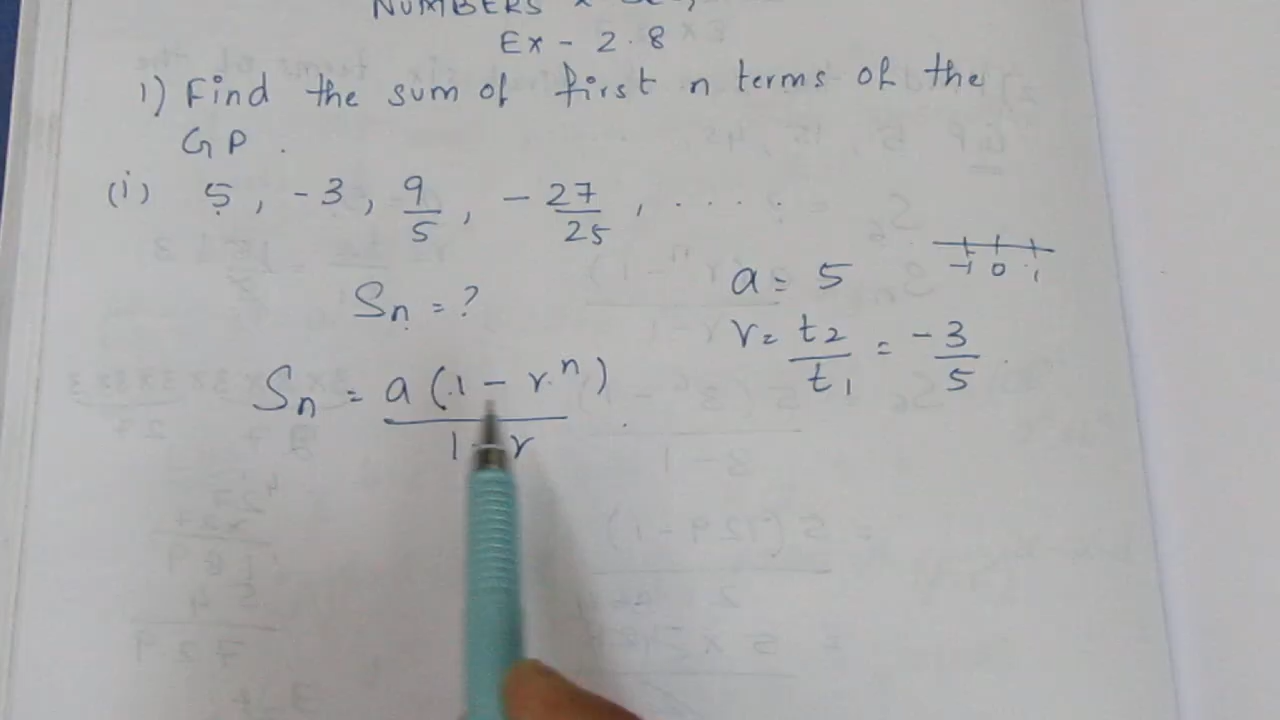 NUMBERS
Ex - 2.8
1) Find the sum of first n terms of the
GP.
(i) 5, -3, 9/5, -27/25, .....
-1 0 1
a = 5
Sn = ?
r = t2/t1 = -3/5
Sn = a(1 - r^n)/1 - r